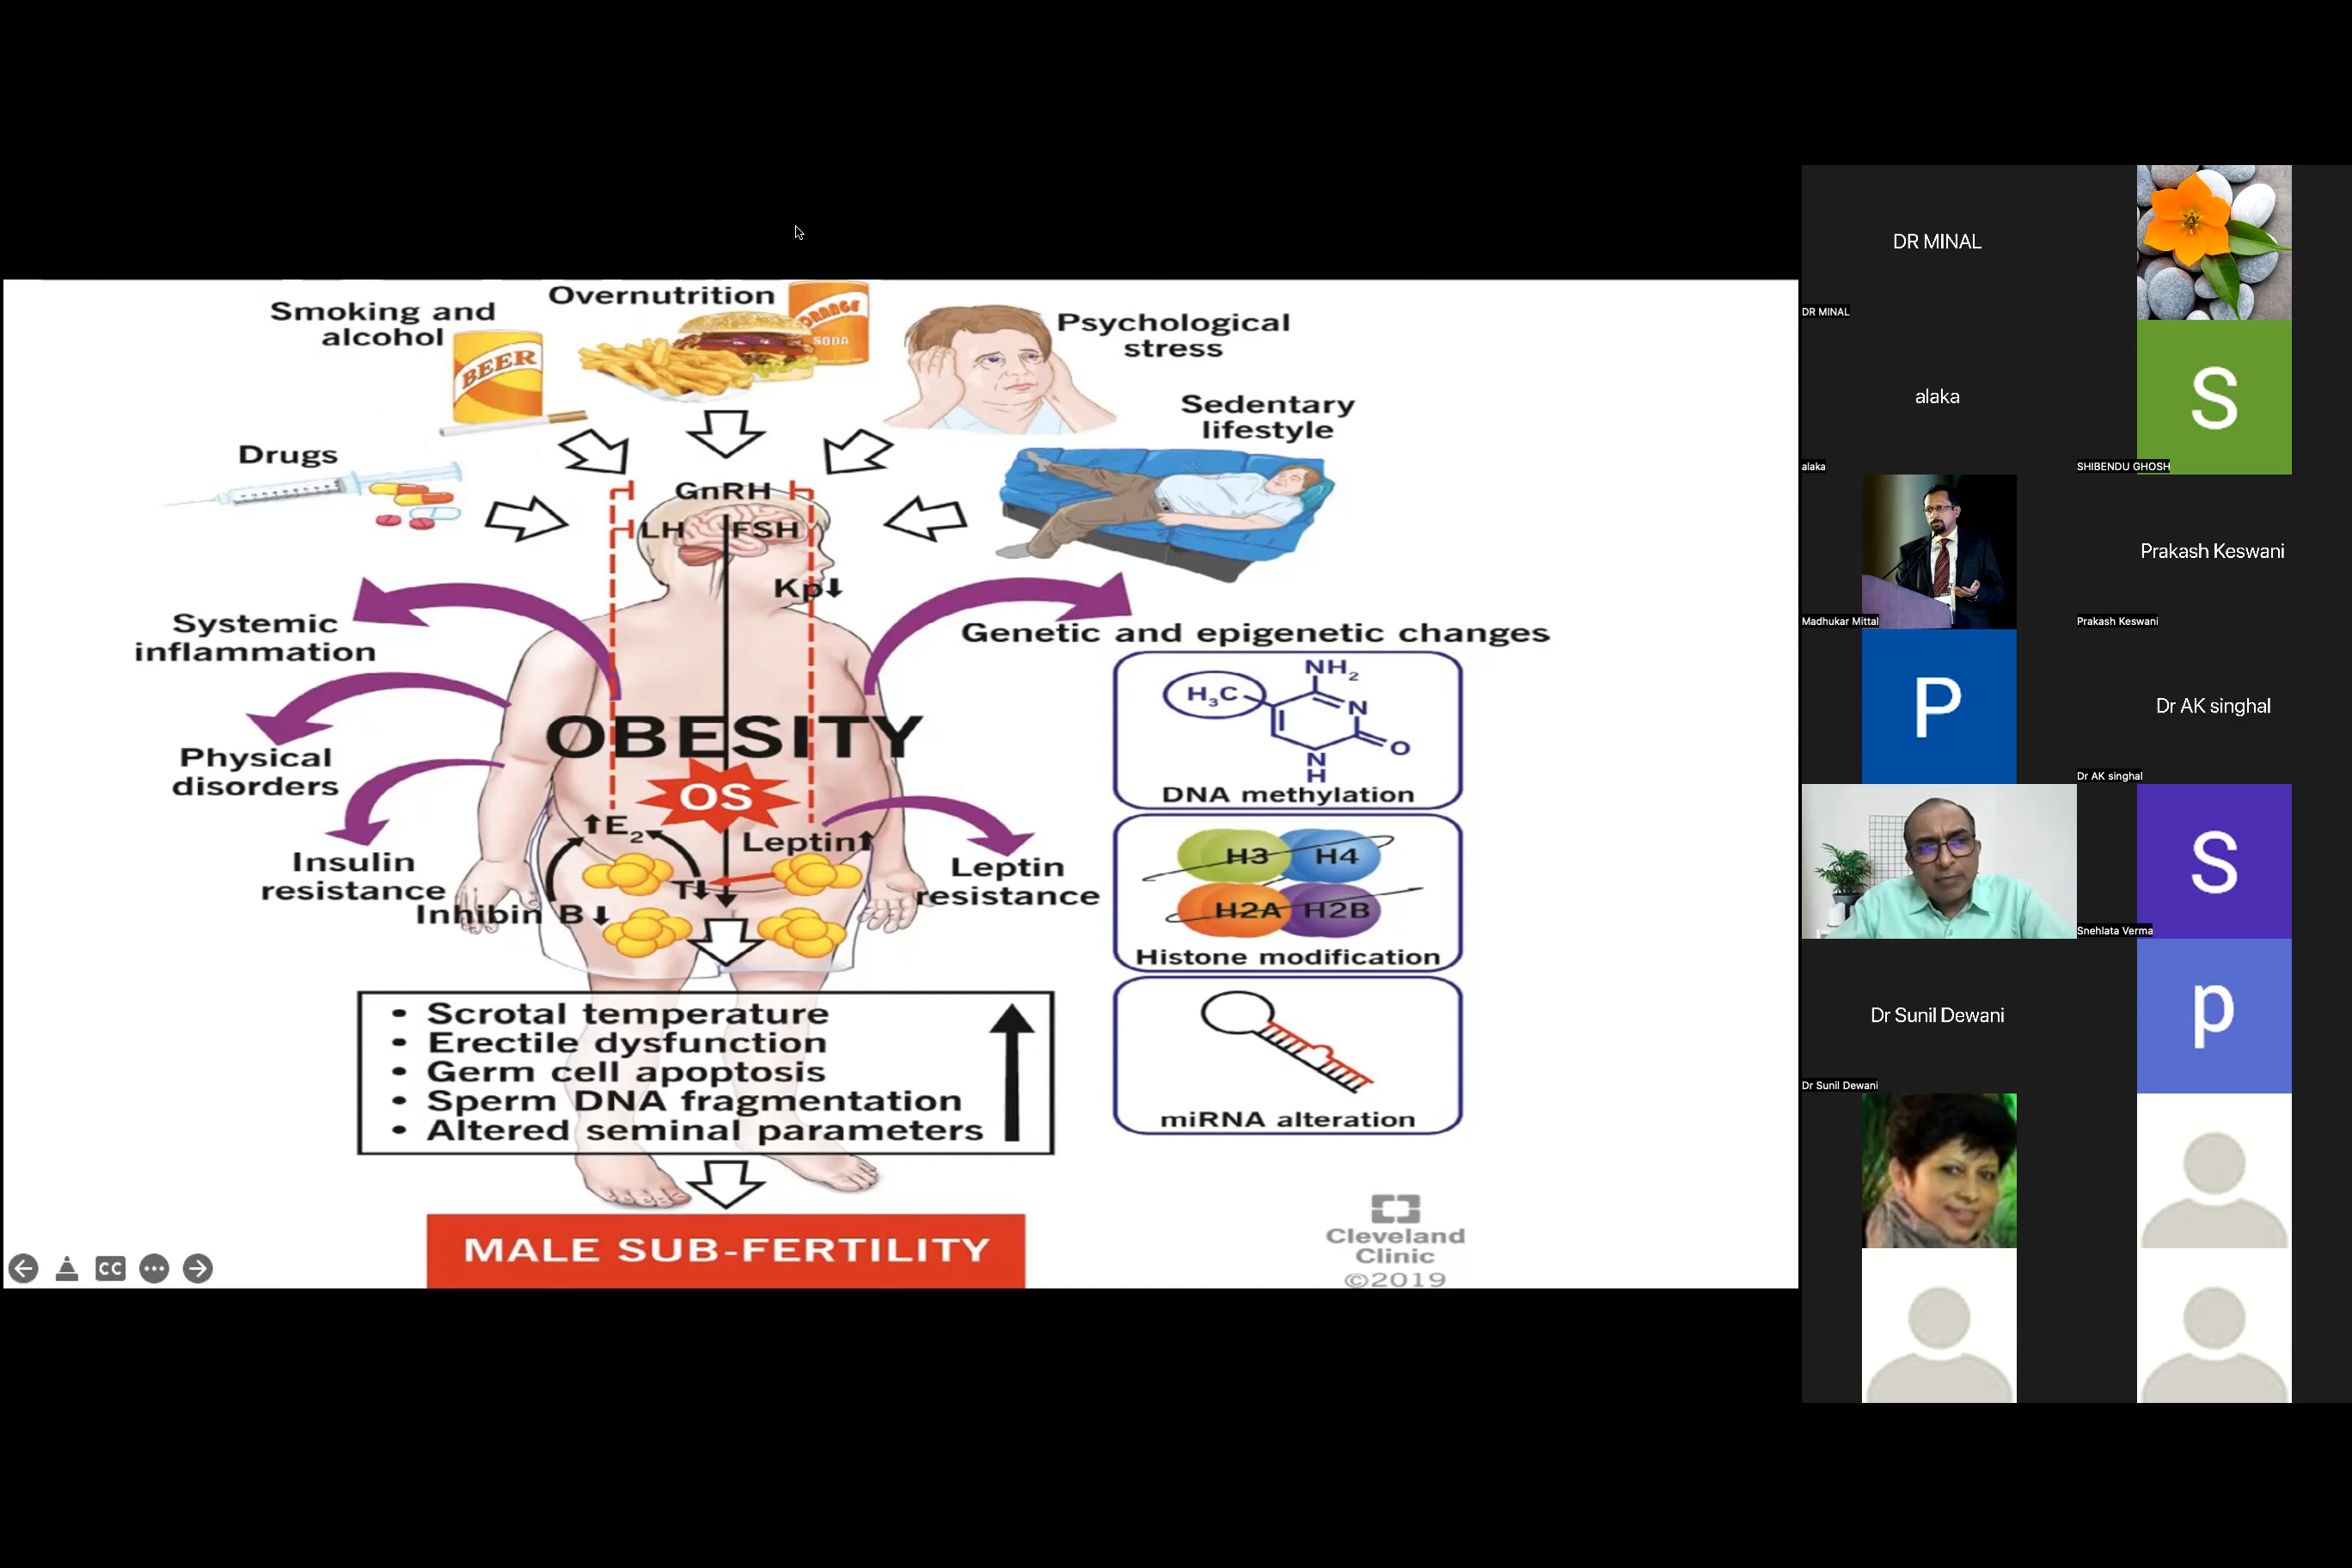 Smoking and
alcohol
BEER
Overnutrition
ORANGE
SODA
Psychological
stress
Sedentary
lifestyle
Drugs
GnRH
LH FSH
Kp↓
Systemic
inflammation
Physical
disorders
Insulin
resistance
OBESITY
OS
↑E₂
Leptin↑
T↓
Inhibin B↓
Leptin
resistance
Genetic and epigenetic changes
NH₂
H₃C
N
O
N
H
DNA methylation
H3 H4
H2A H2B
Histone modification
miRNA alteration
• Scrotal temperature
• Erectile dysfunction
• Germ cell apoptosis
• Sperm DNA fragmentation
• Altered seminal parameters
MALE SUB-FERTILITY
Cleveland
Clinic
©2019
CC
DR MINAL
DR MINAL
alaka
alaka
S
SHIBENDU GHOSH
Madhukar Mittal
Prakash Keswani
Prakash Keswani
P
Dr AK singhal
Dr AK singhal
S
Snehlata Verma
Dr Sunil Dewani
Dr Sunil Dewani
p